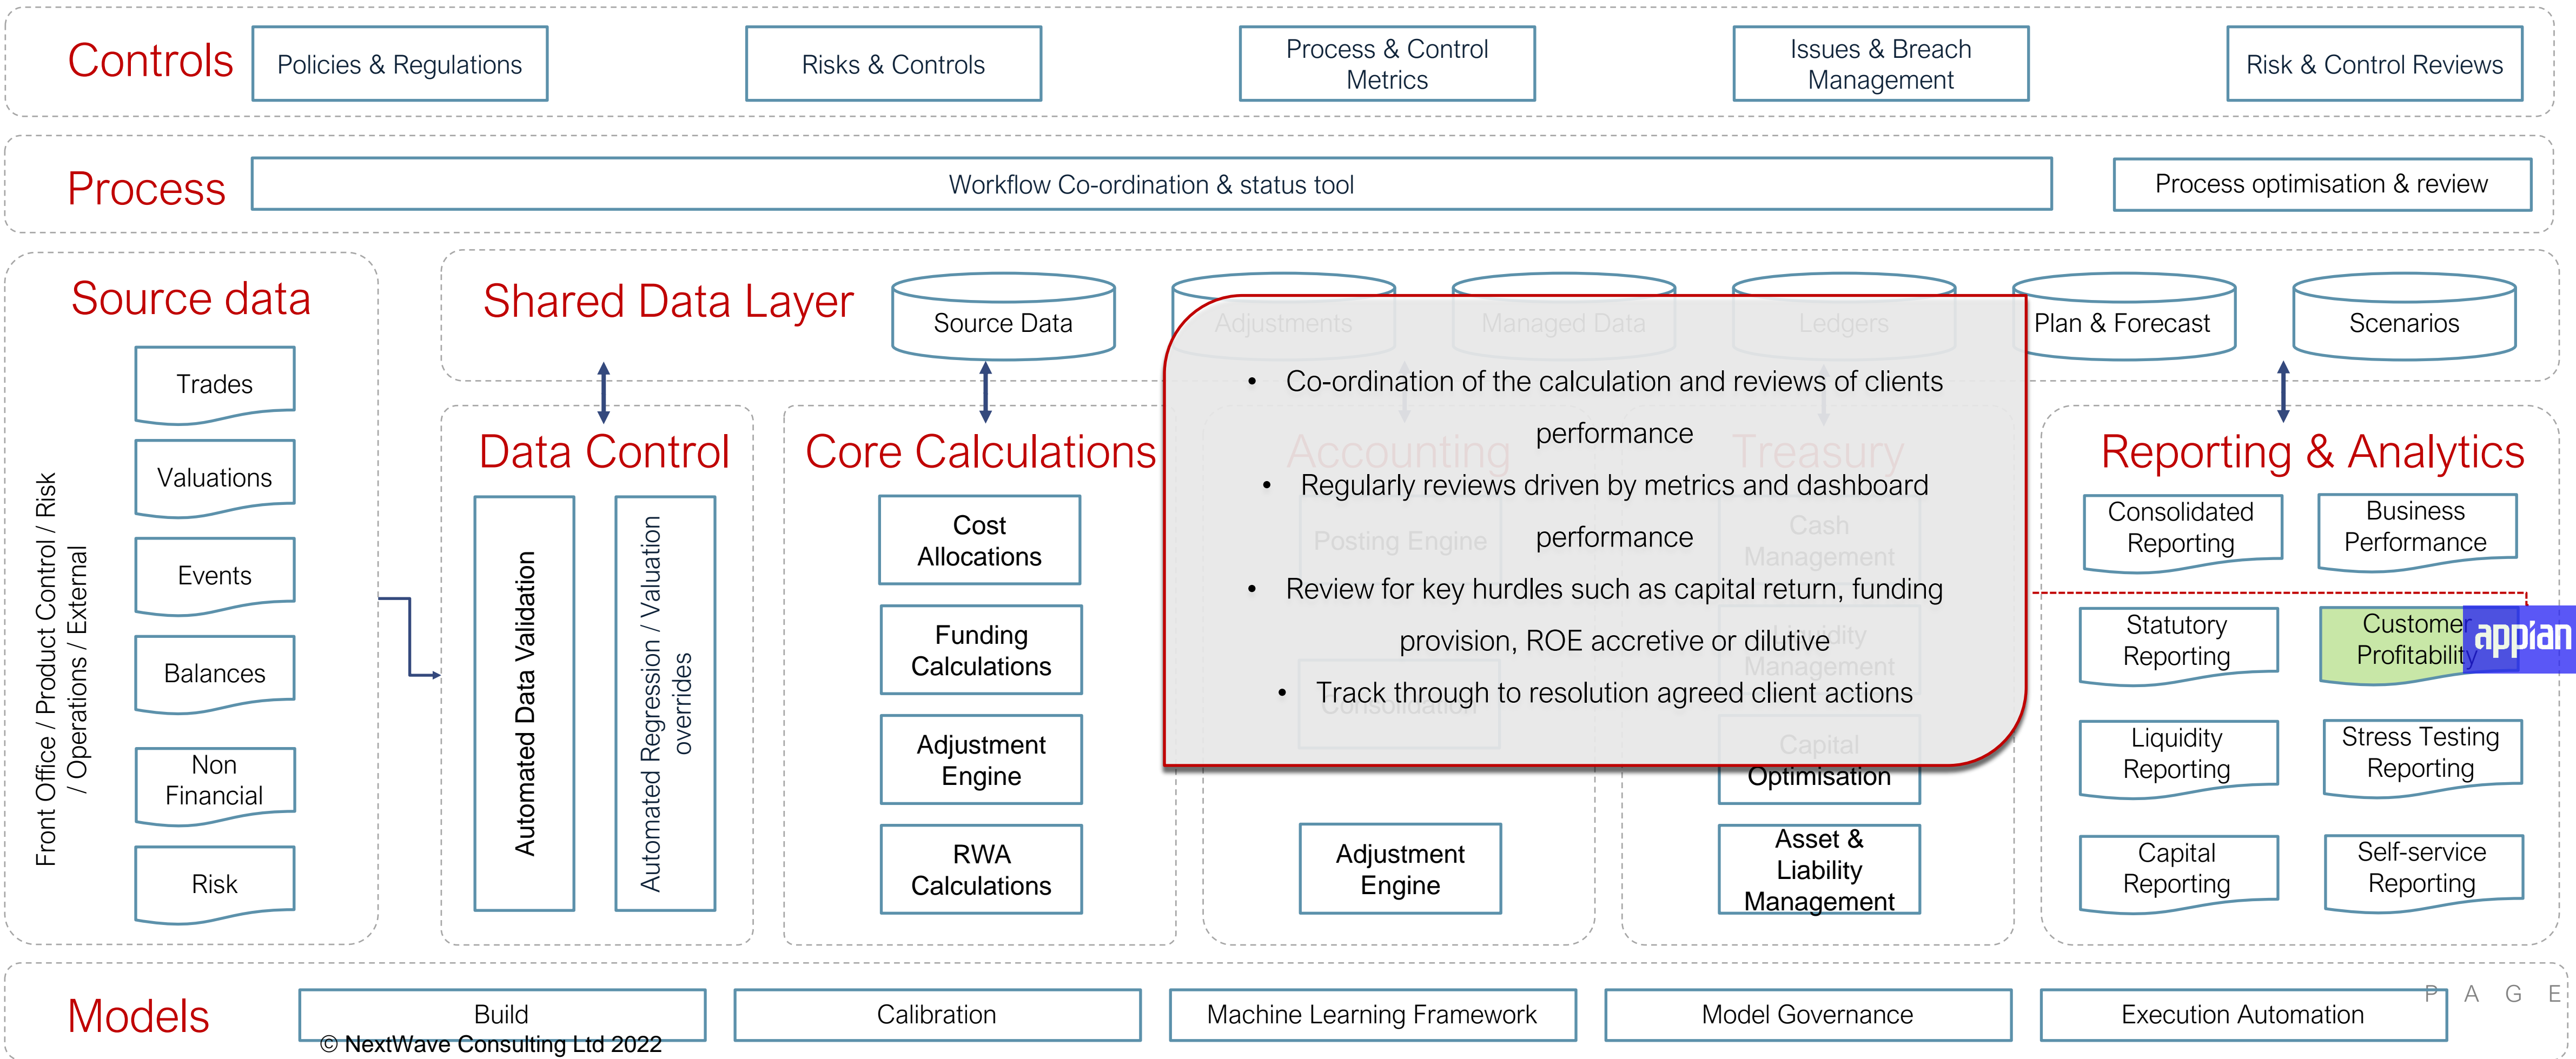 Controls
Policies & Regulations
Risks & Controls
Process & Control
Metrics
Issues & Breach
Management
Risk & Control Reviews
Process
Workflow Co-ordination & status tool
Process optimisation & review
Source data
Front Office / Product Control / Risk
/ Operations / External
Trades
Valuations
Events
Balances
Non
Financial
Risk
Shared Data Layer
Source Data
Adjustments
Managed Data
Ledgers
Plan & Forecast
Scenarios
Data Control
Automated Data Validation
Automated Regression / Valuation
overrides
Core Calculations
Cost
Allocations
Funding
Calculations
Adjustment
Engine
RWA
Calculations
• Co-ordination of the calculation and reviews of clients
performance
• Regularly reviews driven by metrics and dashboard
performance
• Review for key hurdles such as capital return, funding
provision, ROE accretive or dilutive
• Track through to resolution agreed client actions
Accounting
Posting Engine
Consolidation
Adjustment
Engine
Treasury
Cash
Management
Liquidity
Management
Capital
Optimisation
Asset &
Liability
Management
Reporting & Analytics
Consolidated
Reporting
Business
Performance
Statutory
Reporting
Customer
Profitability
appian
Liquidity
Reporting
Stress Testing
Reporting
Capital
Reporting
Self-service
Reporting
Models
Build
Calibration
Machine Learning Framework
Model Governance
Execution Automation
PAGE
© NextWave Consulting Ltd 2022